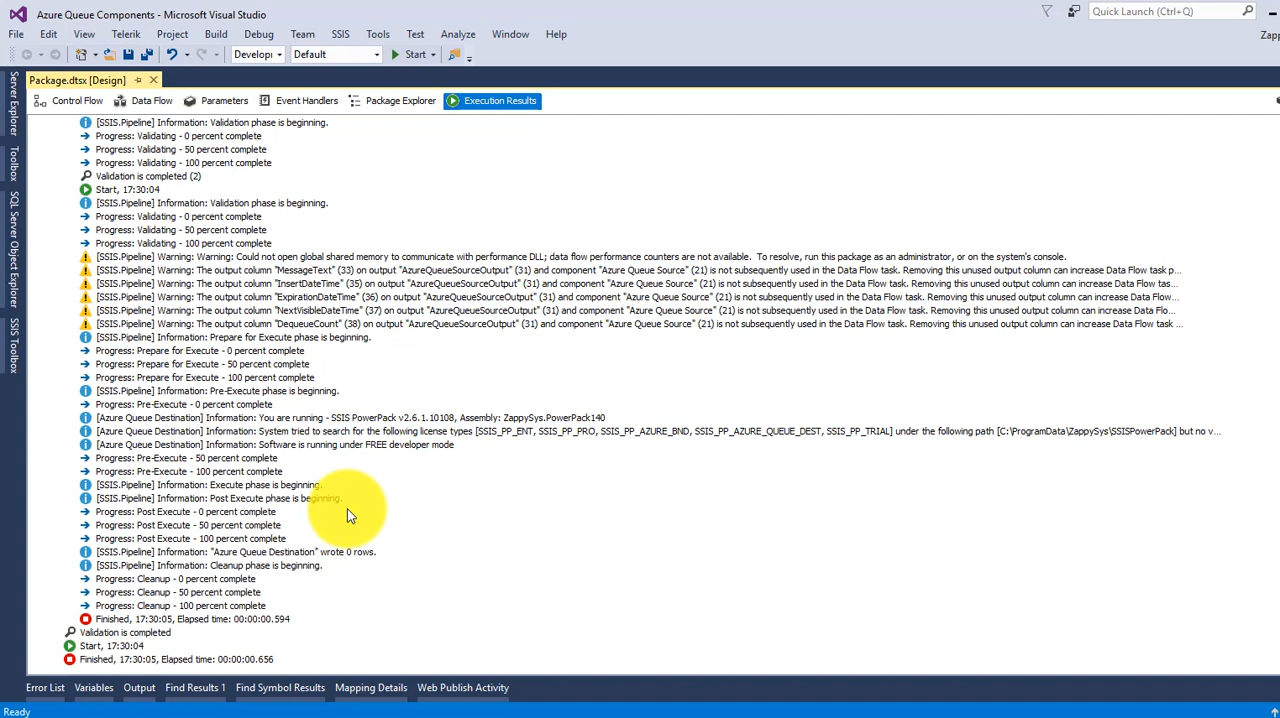 Azure Queue Components - Microsoft Visual Studio
Quick Launch (Ctrl+Q)
File Edit View Telerik Project Build Debug Team SSIS Tools Test Analyze Window Help
Developi Default Start
Package.dtsx [Design]
Control Flow Data Flow Parameters Event Handlers Package Explorer Execution Results
Server Explorer
Toolbox
SQL Server Object Explorer
SSIS Toolbox
[SSIS.Pipeline] Information: Validation phase is beginning.
Progress: Validating - 0 percent complete
Progress: Validating - 50 percent complete
Progress: Validating - 100 percent complete
Validation is completed (2)
Start, 17:30:04
[SSIS.Pipeline] Information: Validation phase is beginning.
Progress: Validating - 0 percent complete
Progress: Validating - 50 percent complete
Progress: Validating - 100 percent complete
[SSIS.Pipeline] Warning: Warning: Could not open global shared memory to communicate with performance DLL; data flow performance counters are not available.  To resolve, run this package as an administrator, or on the system's console.
[SSIS.Pipeline] Warning: The output column "MessageText" (33) on output "AzureQueueSourceOutput" (31) and component "Azure Queue Source" (21) is not subsequently used in the Data Flow task. Removing this unused output column can increase Data Flow task p...
[SSIS.Pipeline] Warning: The output column "InsertDateTime" (35) on output "AzureQueueSourceOutput" (31) and component "Azure Queue Source" (21) is not subsequently used in the Data Flow task. Removing this unused output column can increase Data Flow tas...
[SSIS.Pipeline] Warning: The output column "ExpirationDateTime" (36) on output "AzureQueueSourceOutput" (31) and component "Azure Queue Source" (21) is not subsequently used in the Data Flow task. Removing this unused output column can increase Data Flo...
[SSIS.Pipeline] Warning: The output column "NextVisibleDateTime" (37) on output "AzureQueueSourceOutput" (31) and component "Azure Queue Source" (21) is not subsequently used in the Data Flow task. Removing this unused output column can increase Data Flo...
[SSIS.Pipeline] Warning: The output column "DequeueCount" (38) on output "AzureQueueSourceOutput" (31) and component "Azure Queue Source" (21) is not subsequently used in the Data Flow task. Removing this unused output column can increase Data Flow task ...
[SSIS.Pipeline] Information: Prepare for Execute phase is beginning.
Progress: Prepare for Execute - 0 percent complete
Progress: Prepare for Execute - 50 percent complete
Progress: Prepare for Execute - 100 percent complete
[SSIS.Pipeline] Information: Pre-Execute phase is beginning.
Progress: Pre-Execute - 0 percent complete
[Azure Queue Destination] Information: You are running - SSIS PowerPack v2.6.1.10108, Assembly: ZappySys.PowerPack140
[Azure Queue Destination] Information: System tried to search for the following license types [SSIS_PP_ENT, SSIS_PP_PRO, SSIS_PP_AZURE_BND, SSIS_PP_AZURE_QUEUE_DEST, SSIS_PP_TRIAL] under the following path [C:\ProgramData\ZappySys\SSISPowerPack] but no v...
[Azure Queue Destination] Information: Software is running under FREE developer mode
Progress: Pre-Execute - 50 percent complete
Progress: Pre-Execute - 100 percent complete
[SSIS.Pipeline] Information: Execute phase is beginning.
[SSIS.Pipeline] Information: Post Execute phase is beginning.
Progress: Post Execute - 0 percent complete
Progress: Post Execute - 50 percent complete
Progress: Post Execute - 100 percent complete
[SSIS.Pipeline] Information: "Azure Queue Destination" wrote 0 rows.
[SSIS.Pipeline] Information: Cleanup phase is beginning.
Progress: Cleanup - 0 percent complete
Progress: Cleanup - 50 percent complete
Progress: Cleanup - 100 percent complete
Finished, 17:30:05, Elapsed time: 00:00:00.594
Validation is completed
Start, 17:30:04
Finished, 17:30:05, Elapsed time: 00:00:00.656
Error List Variables Output Find Results 1 Find Symbol Results Mapping Details Web Publish Activity
Ready